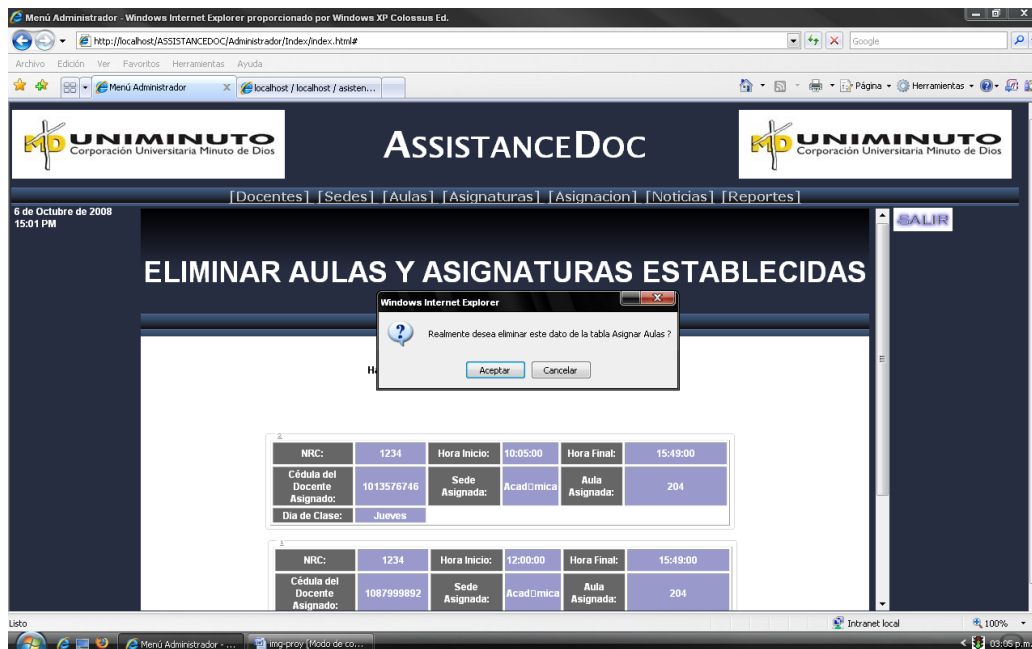 Menú Administrador - Windows Internet Explorer proporcionado por Windows XP Colossus Ed.
http://localhost/ASSISTANCEDOC/Administrador/Index/index.html#
Google
Archivo Edición Ver Favoritos Herramientas Ayuda
Menú Administrador
localhost / localhost / asisten...
Página
Herramientas
UNIMINUTO
Corporación Universitaria Minuto de Dios
ASSISTANCEDOC
UNIMINUTO
Corporación Universitaria Minuto de Dios
[Docentes] [Sedes] [Aulas] [Asignaturas] [Asignacion] [Noticias] [Reportes]
6 de Octubre de 2008
15:01 PM
SALIR
ELIMINAR AULAS Y ASIGNATURAS ESTABLECIDAS
Windows Internet Explorer
Realmente desea eliminar este dato de la tabla Asignar Aulas ?
Aceptar Cancelar
NRC: 1234 Hora Inicio: 10:05:00 Hora Final: 15:49:00
Cédula del Docente Asignado: 1013576746 Sede Asignada: Acad□mica Aula Asignada: 204
Dia de Clase: Jueves
NRC: 1234 Hora Inicio: 12:00:00 Hora Final: 15:49:00
Cédula del Docente Asignado: 1087999892 Sede Asignada: Acad□mica Aula Asignada: 204
Listo
Intranet local
100%
Menú Administrador - ...
img-proy [Modo de co...
03:05 p.m.